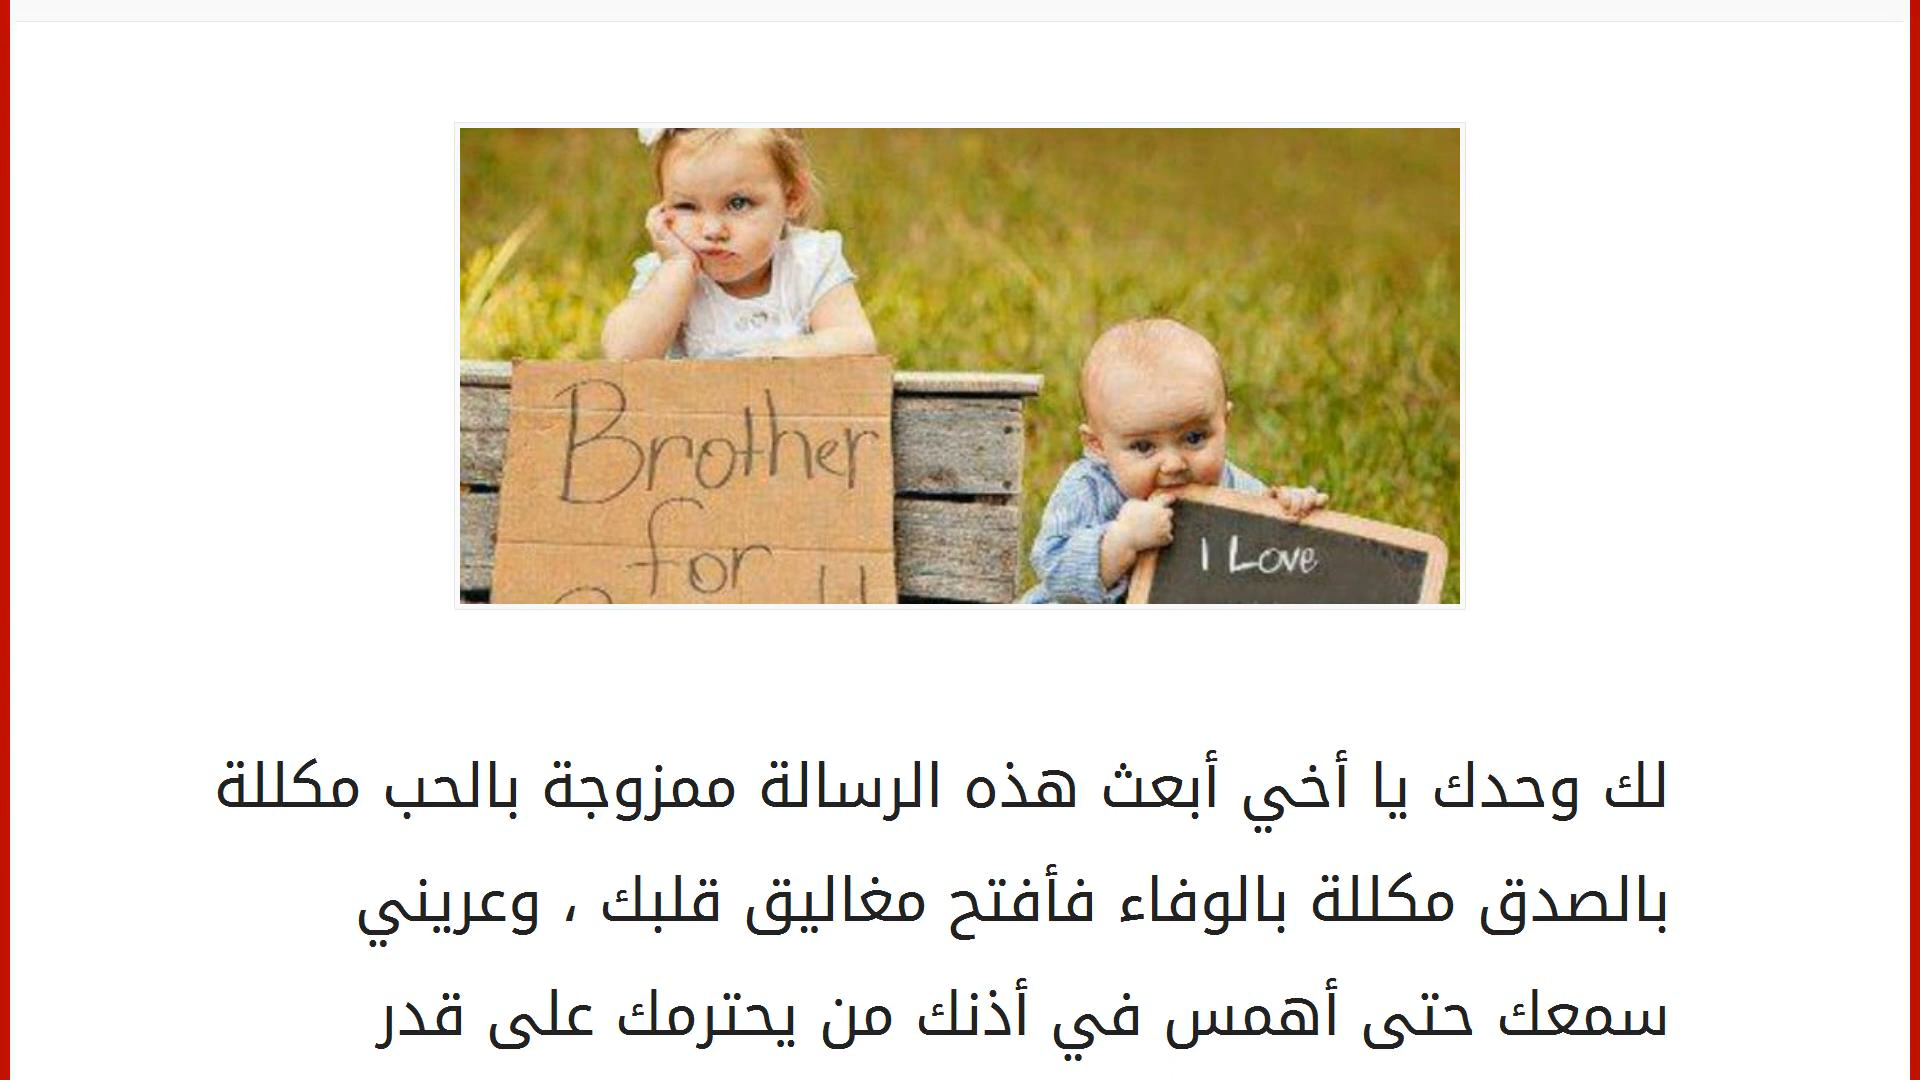 Brother
for
I Love
لك وحدك يا أخي أبعث هذه الرسالة ممزوجة بالحب مكللة
بالصدق مكللة بالوفاء فأفتح مغاليق قلبك ، وعريني
سمعك حتى أهمس في أذنك من يحترمك على قدر